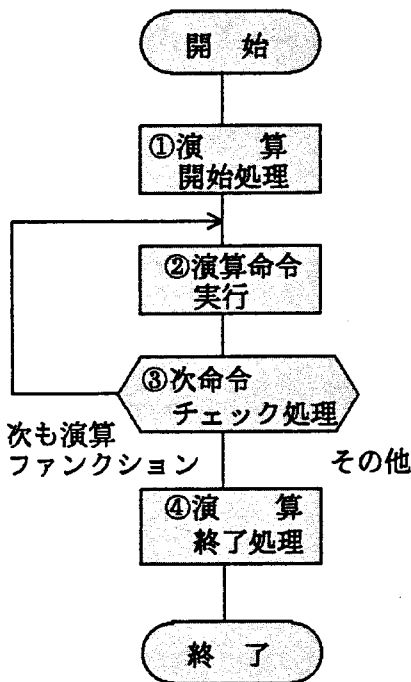 開　始
①演　　算
開始処理
②演算命令
実行
③次命令
チェック処理
次も演算
ファンクション
その他
④演　　算
終了処理
終　了